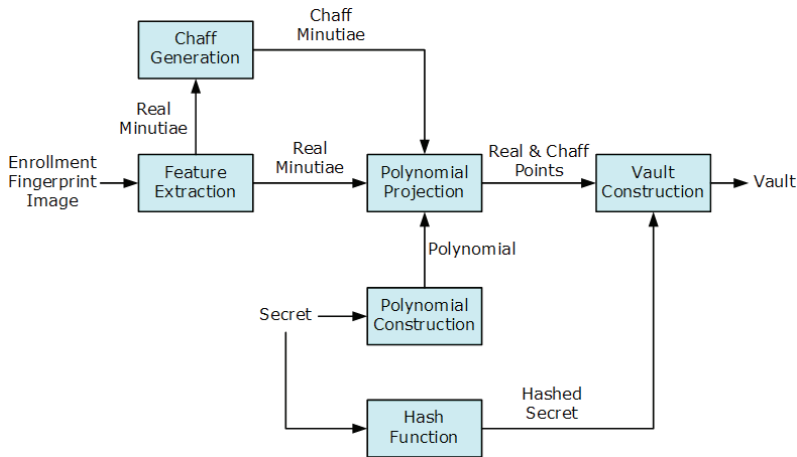 Chaff
Generation
Chaff
Minutiae
Real
Minutiae
Enrollment
Fingerprint
Image
Feature
Extraction
Real
Minutiae
Polynomial
Projection
Real & Chaff
Points
Vault
Construction
Vault
Polynomial
Secret
Polynomial
Construction
Hash
Function
Hashed
Secret